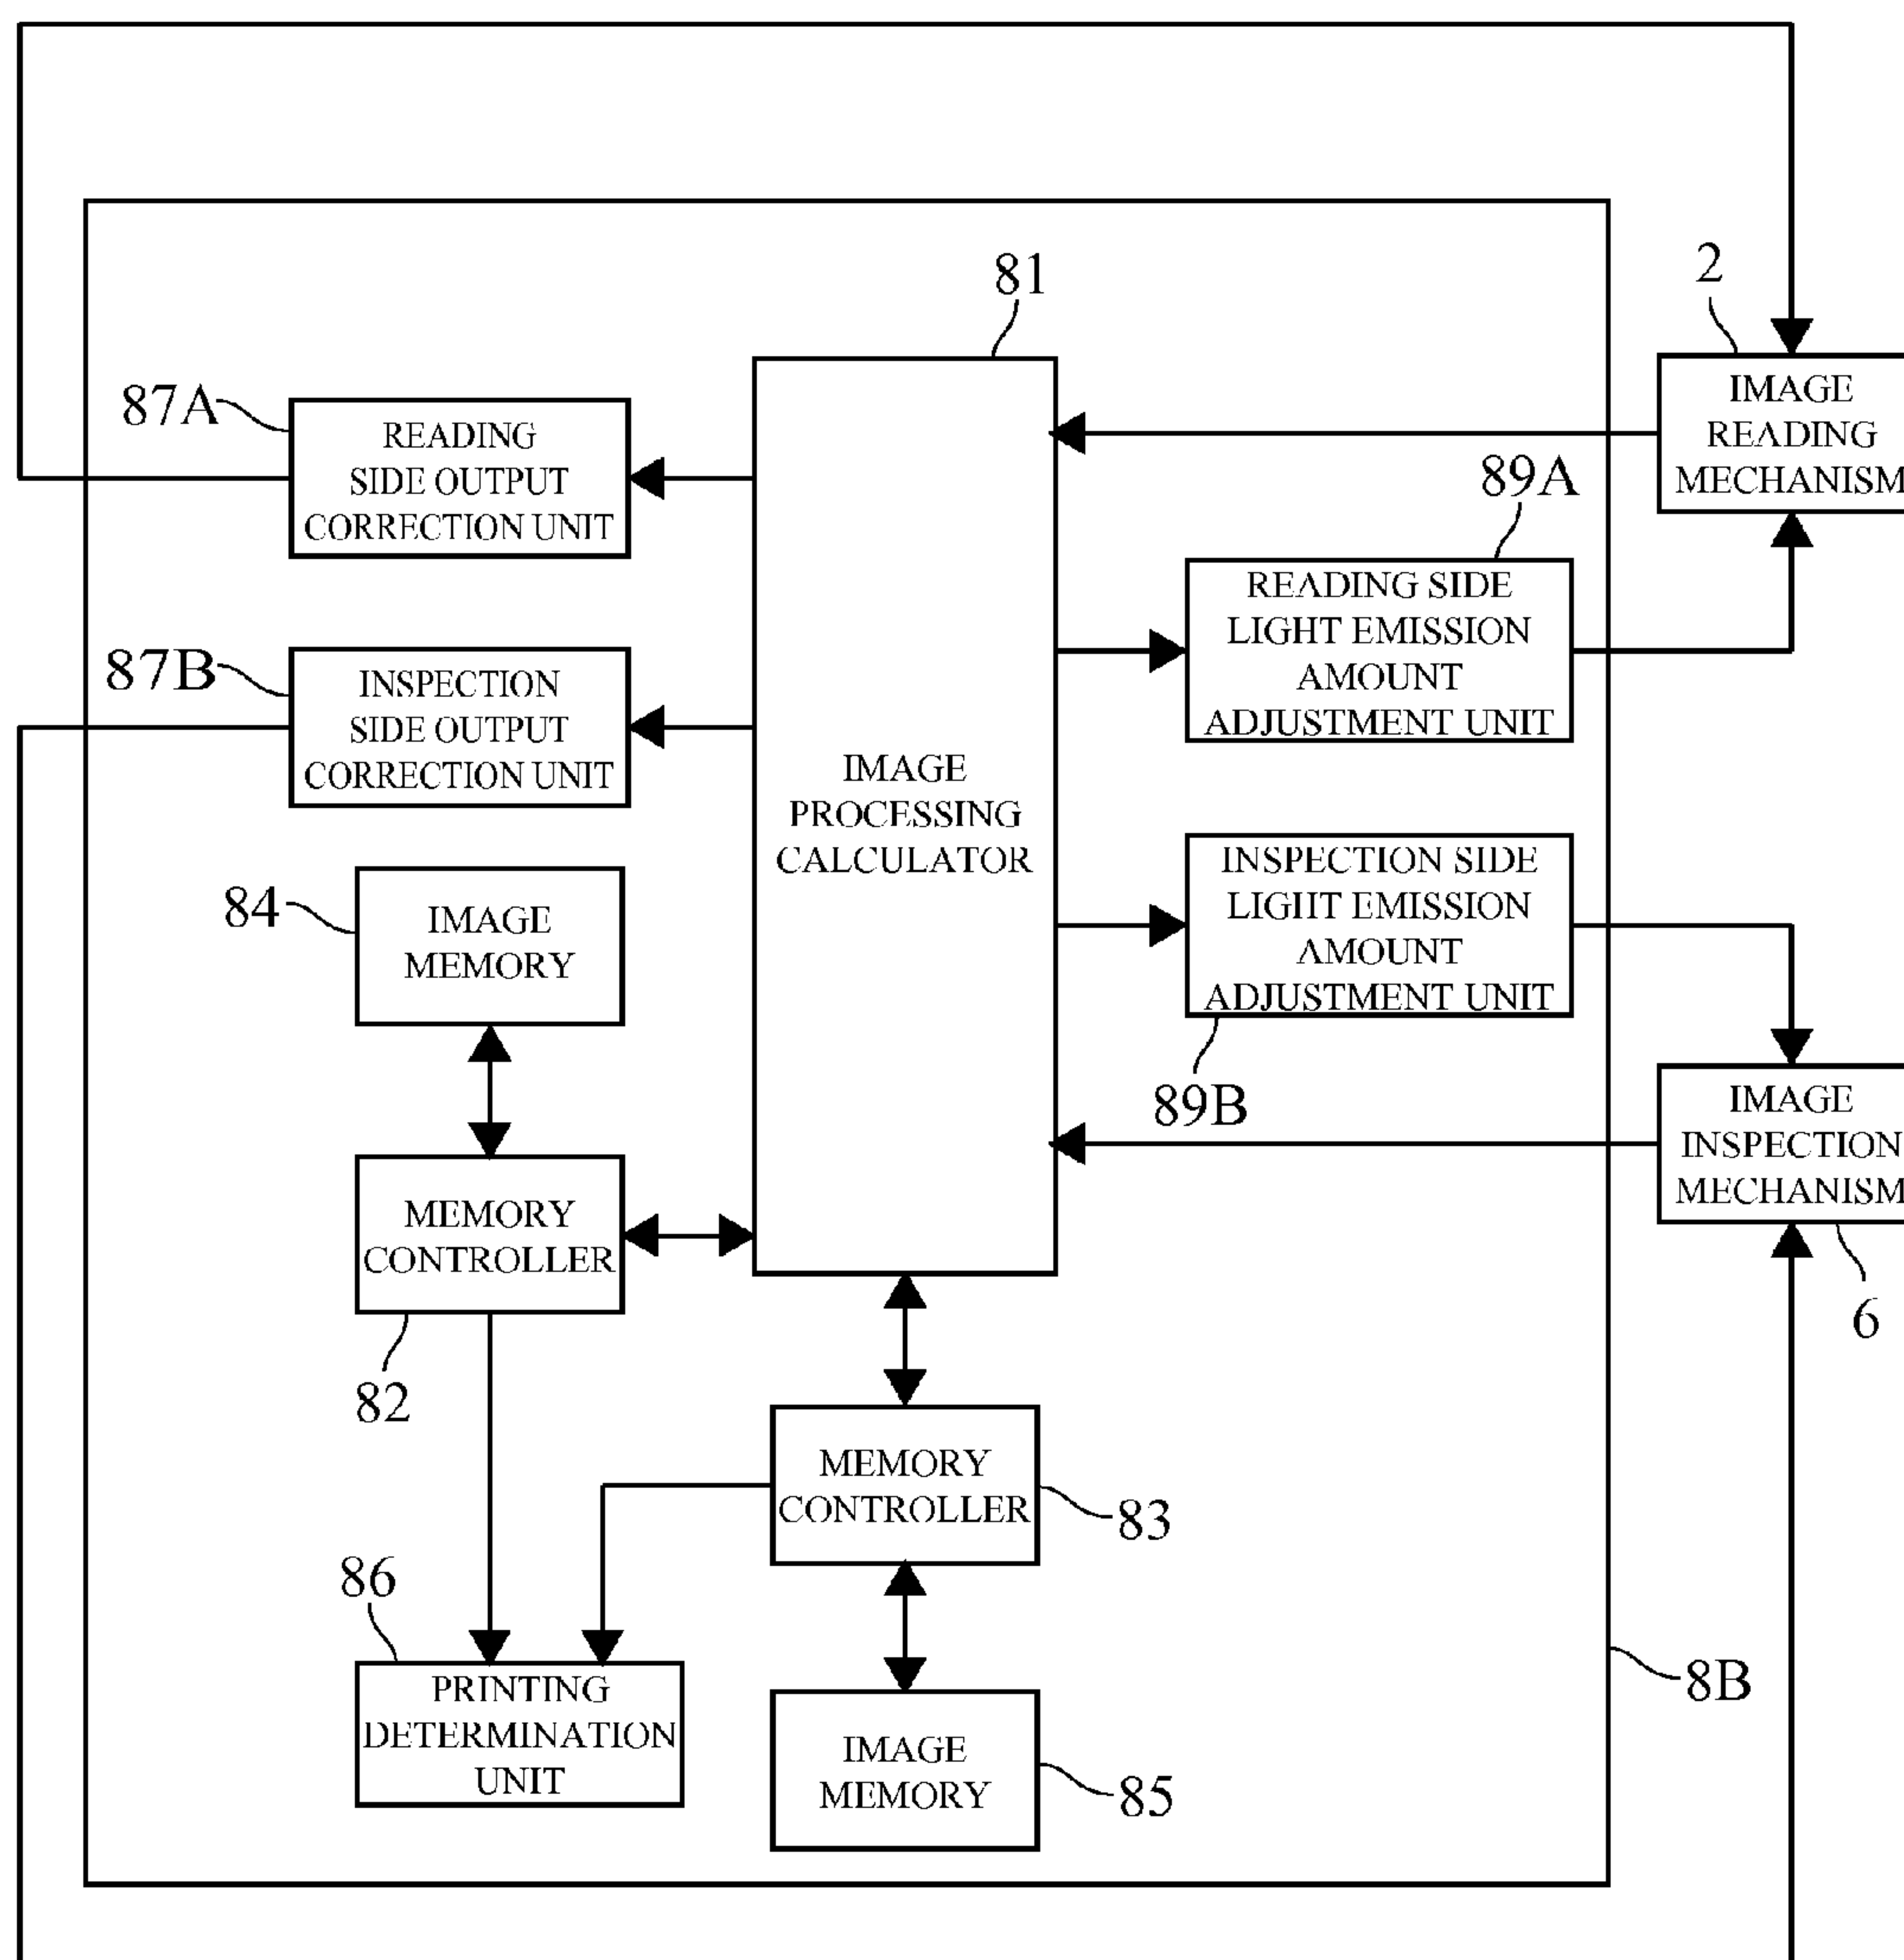 81
2
87A
READING
SIDE OUTPUT
CORRECTION UNIT
IMAGE
READING
MECHANISM
89A
READING SIDE
LIGHT EMISSION
AMOUNT
ADJUSTMENT UNIT
87B
INSPECTION
SIDE OUTPUT
CORRECTION UNIT
IMAGE
PROCESSING
CALCULATOR
84
IMAGE
MEMORY
INSPECTION SIDE
LIGHT EMISSION
AMOUNT
ADJUSTMENT UNIT
89B
IMAGE
INSPECTION
MECHANISM
6
MEMORY
CONTROLLER
82
MEMORY
CONTROLLER
83
86
PRINTING
DETERMINATION
UNIT
8B
IMAGE
MEMORY
85